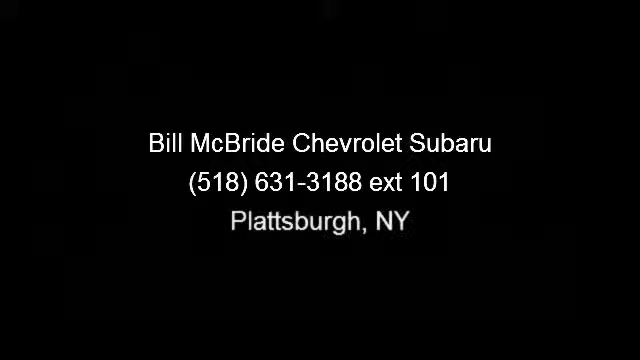 Bill McBride Chevrolet Subaru
(518) 631-3188 ext 101
Plattsburgh, NY